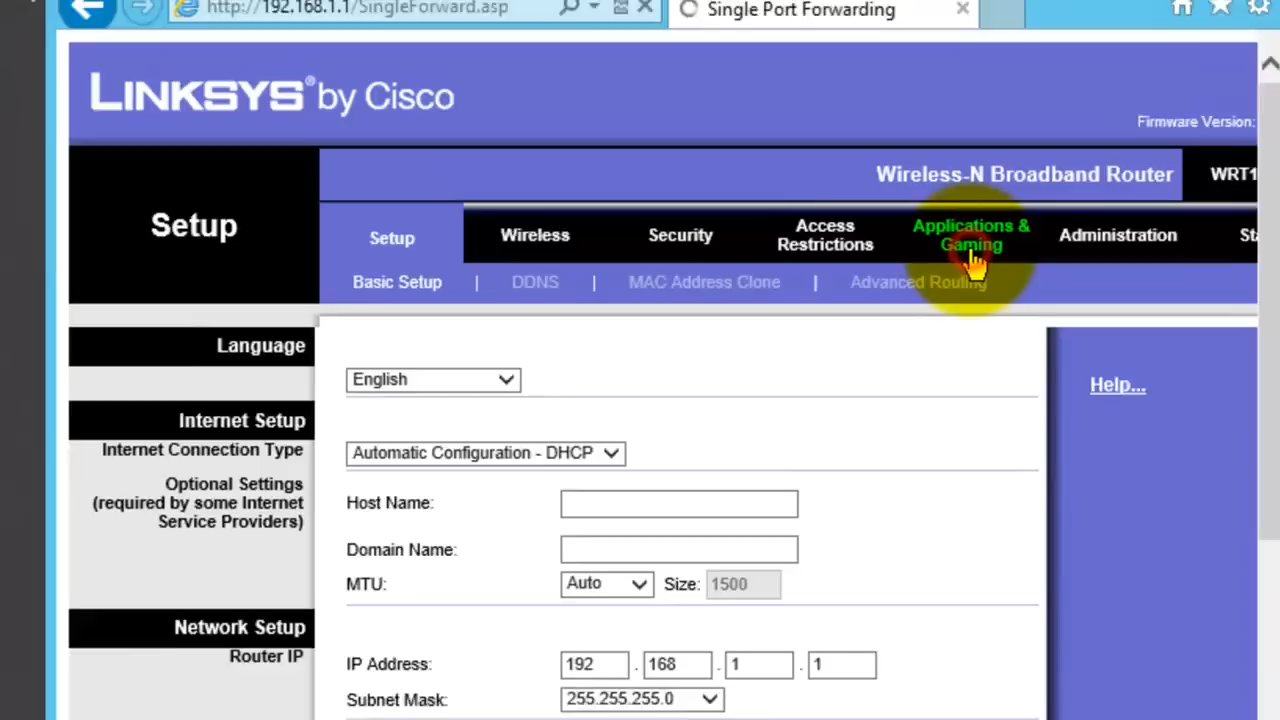 http://192.168.1.1/SingleForward.asp
Single Port Forwarding
LINKSYS® by Cisco
Firmware Version:
Wireless-N Broadband Router
WRT1
Setup
Setup
Wireless
Security
Access
Restrictions
Applications &
Gaming
Administration
Sta
Basic Setup | DDNS | MAC Address Clone | Advanced Routing
Language
English
Help...
Internet Setup
Internet Connection Type
Automatic Configuration - DHCP
Optional Settings
(required by some Internet
Service Providers)
Host Name:
Domain Name:
MTU: Auto Size: 1500
Network Setup
Router IP
IP Address: 192 . 168 . 1 . 1
Subnet Mask: 255.255.255.0